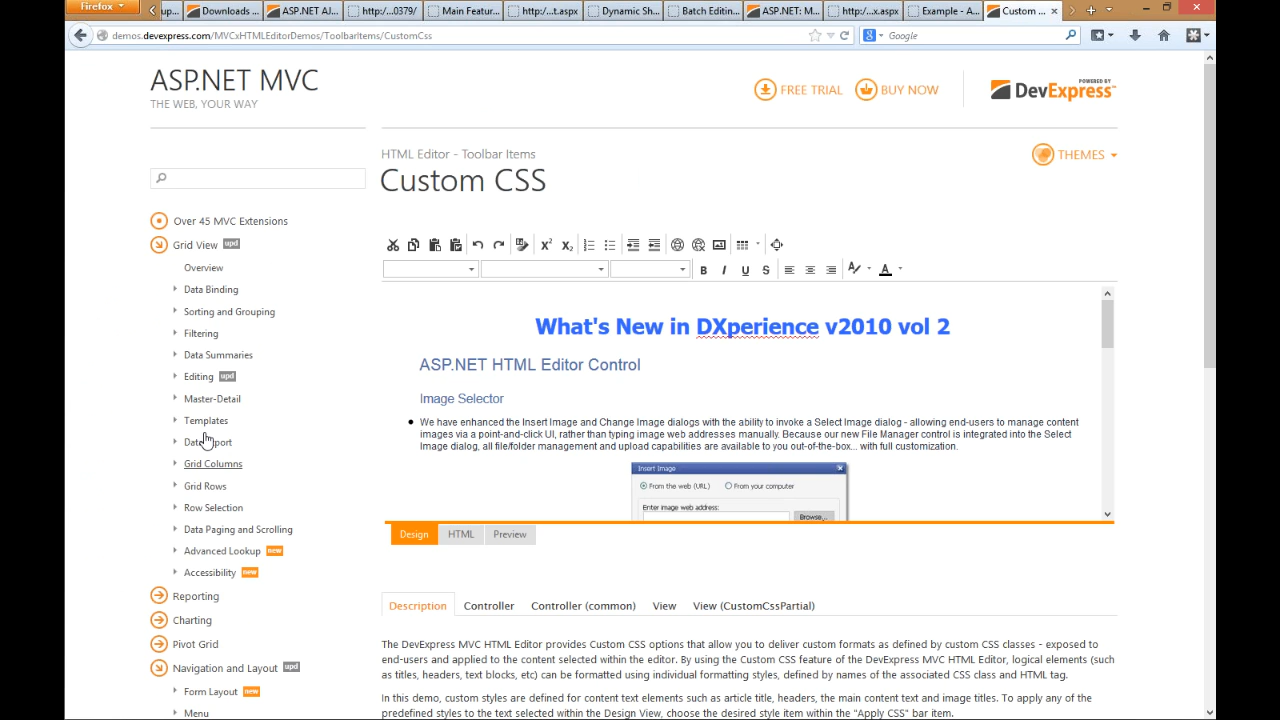 Firefox
up...
Downloads ...
ASP.NET AJ...
http:/...0379/
Main Featur...
http:/...t.aspx
Dynamic Sh...
Batch Editin...
ASP.NET: M...
http:/...x.aspx
Example - A...
Custom ...
demos.devexpress.com/MVCxHTMLEditorDemos/ToolbarItems/CustomCss
Google
ASP.NET MVC
THE WEB, YOUR WAY
FREE TRIAL
BUY NOW
POWERED BY
DevExpress
HTML Editor - Toolbar Items
THEMES
Custom CSS
Over 45 MVC Extensions
Grid View upd
Overview
Data Binding
Sorting and Grouping
Filtering
Data Summaries
Editing upd
Master-Detail
Templates
Grid Columns
Grid Rows
Row Selection
Data Paging and Scrolling
Advanced Lookup new
Accessibility new
Reporting
Charting
Pivot Grid
Navigation and Layout upd
Form Layout new
Menu
B I U S A
What's New in DXperience v2010 vol 2
ASP.NET HTML Editor Control
Image Selector
We have enhanced the Insert Image and Change Image dialogs with the ability to invoke a Select Image dialog - allowing end-users to manage content
images via a point-and-click UI, rather than typing image web addresses manually. Because our new File Manager control is integrated into the Select
Image dialog, all file/folder management and upload capabilities are available to you out-of-the-box... with full customization.
Insert Image
From the web (URL)
From your computer
Enter image web address:
Browse...
Design
HTML
Preview
Description
Controller
Controller (common)
View
View (CustomCssPartial)
The DevExpress MVC HTML Editor provides Custom CSS options that allow you to deliver custom formats as defined by custom CSS classes - exposed to
end-users and applied to the content selected within the editor. By using the Custom CSS feature of the DevExpress MVC HTML Editor, logical elements (such
as titles, headers, text blocks, etc) can be formatted using individual formatting styles, defined by names of the associated CSS class and HTML tag.
In this demo, custom styles are defined for content text elements such as article title, headers, the main content text and image titles. To apply any of the
predefined styles to the text selected within the Design View, choose the desired style item within the "Apply CSS" bar item.